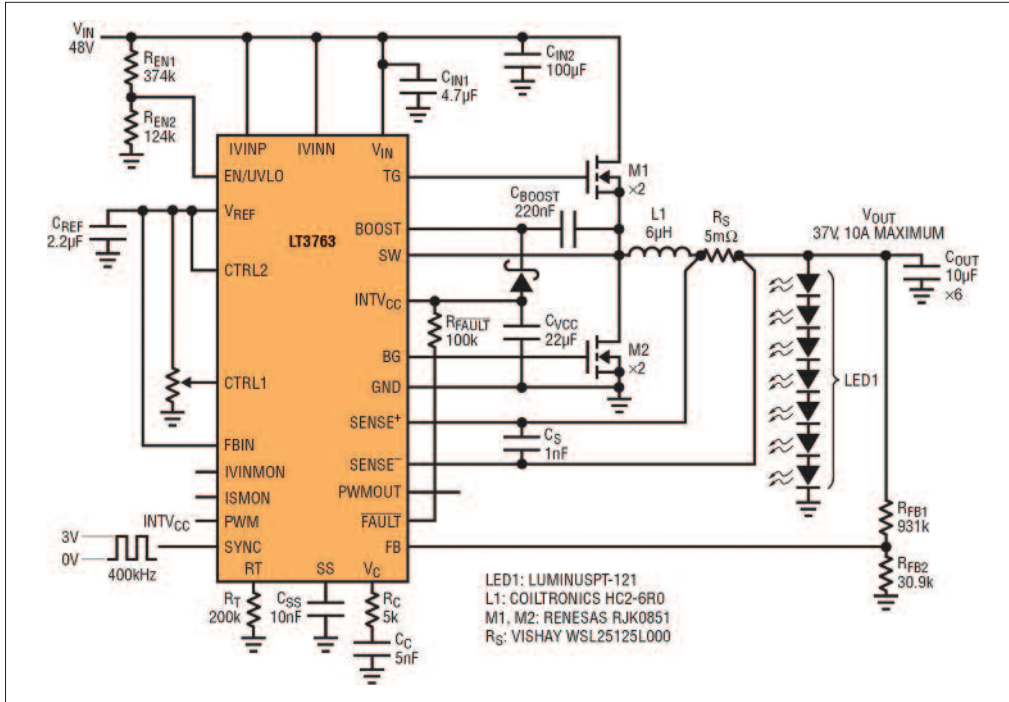 VIN
48V
REN1
374k
REN2
124k
CIN1
4.7µF
CIN2
100µF
IVINP
IVINN
VIN
EN/UVLO
TG
M1
×2
CREF
2.2µF
VREF
CBOOST
220nF
L1
6µH
RS
5mΩ
VOUT
37V, 10A MAXIMUM
LT3763
BOOST
CTRL2
SW
COUT
10µF
×6
INTVCC
RFAULT
100k
CVCC
22µF
BG
M2
×2
LED1
CTRL1
GND
SENSE+
CS
1nF
FBIN
SENSE–
IVINMON
ISMON
PWMOUT
INTVCC
PWM
FAULT
RFB1
931k
3V
0V
400kHz
SYNC
FB
RFB2
30.9k
RT
SS
VC
RT
200k
CSS
10nF
RC
5k
CC
5nF
LED1: LUMINUSPT-121
L1: COILTRONICS HC2-6R0
M1, M2: RENESAS RJK0851
RS: VISHAY WSL25125L000